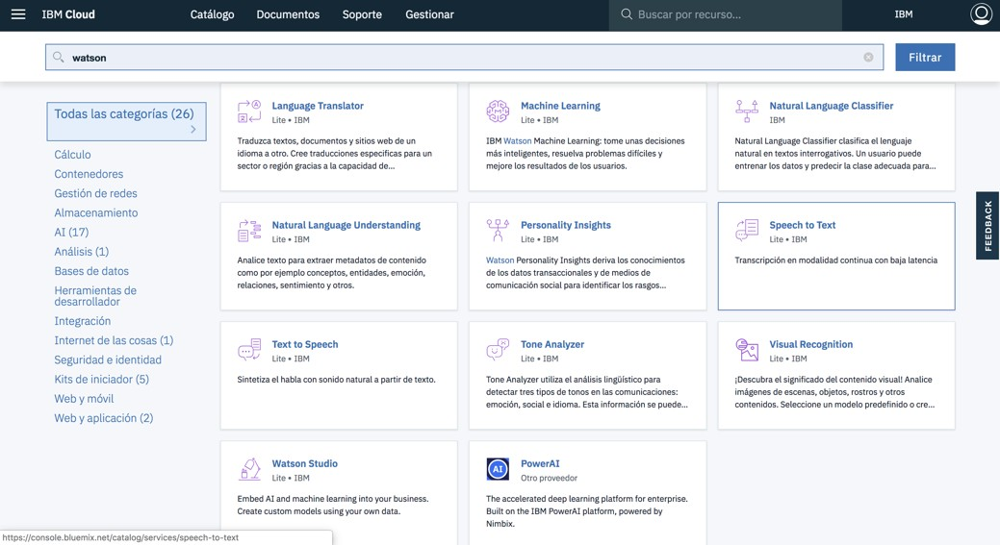 IBM Cloud
Catálogo
Documentos
Soporte
Gestionar
Buscar por recurso...
IBM
watson
Filtrar
Todas las categorías (26)
Cálculo
Contenedores
Gestión de redes
Almacenamiento
AI (17)
Análisis (1)
Bases de datos
Herramientas de
desarrollador
Integración
Internet de las cosas (1)
Seguridad e identidad
Kits de iniciador (5)
Web y móvil
Web y aplicación (2)
Language Translator
Lite • IBM
Traduzca textos, documentos y sitios web de un
idioma a otro. Cree traducciones especificas para un
sector o región gracias a la capacidad de...
Machine Learning
Lite • IBM
IBM Watson Machine Learning: tome unas decisiones
más inteligentes, resuelva problemas difíciles y
mejore los resultados de los usuarios.
Natural Language Classifier
IBM
Natural Language Classifier clasifica el lenguaje
natural en textos interrogativos. Un usuario puede
entrenar los datos y predecir la clase adecuada para...
Natural Language Understanding
Lite • IBM
Analice texto para extraer metadatos de contenido
como por ejemplo conceptos, entidades, emoción,
relaciones, sentimiento y otros.
Personality Insights
Lite • IBM
Watson Personality Insights deriva los conocimientos
de los datos transaccionales y de medios de
comunicación social para identificar los rasgos...
Speech to Text
Lite • IBM
Transcripción en modalidad continua con baja latencia
Text to Speech
Lite • IBM
Sintetiza el habla con sonido natural a partir de texto.
Tone Analyzer
Lite • IBM
Tone Analyzer utiliza el análisis lingüístico para
detectar tres tipos de tonos en las comunicaciones:
emoción, social e idioma. Esta información se puede...
Visual Recognition
Lite • IBM
¡Descubra el significado del contenido visual! Analice
imágenes de escenas, objetos, rostros y otros
contenidos. Seleccione un modelo predefinido o cre...
Watson Studio
Lite • IBM
Embed AI and machine learning into your business.
Create custom models using your own data.
AI
PowerAI
Otro proveedor
The accelerated deep learning platform for enterprise.
Built on the IBM PowerAI platform, powered by
Nimbix.
FEEDBACK
https://console.bluemix.net/catalog/services/speech-to-text